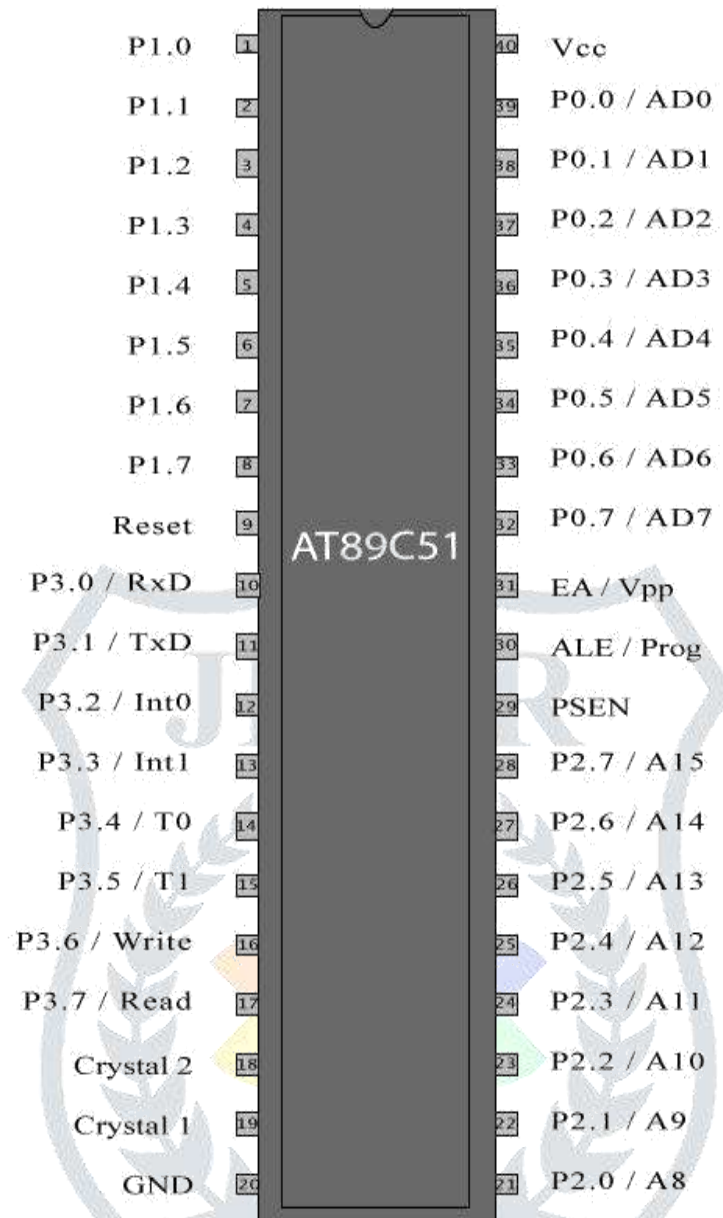 P1.0 1 40 Vcc
P1.1 2 39 P0.0 / AD0
P1.2 3 38 P0.1 / AD1
P1.3 4 37 P0.2 / AD2
P1.4 5 36 P0.3 / AD3
P1.5 6 35 P0.4 / AD4
P1.6 7 34 P0.5 / AD5
P1.7 8 33 P0.6 / AD6
Reset 9 32 P0.7 / AD7
AT89C51
P3.0 / RxD 10 31 EA / Vpp
P3.1 / TxD 11 30 ALE / Prog
P3.2 / Int0 12 29 PSEN
P3.3 / Int1 13 28 P2.7 / A15
P3.4 / T0 14 27 P2.6 / A14
P3.5 / T1 15 26 P2.5 / A13
P3.6 / Write 16 25 P2.4 / A12
P3.7 / Read 17 24 P2.3 / A11
Crystal 2 18 23 P2.2 / A10
Crystal 1 19 22 P2.1 / A9
GND 20 21 P2.0 / A8